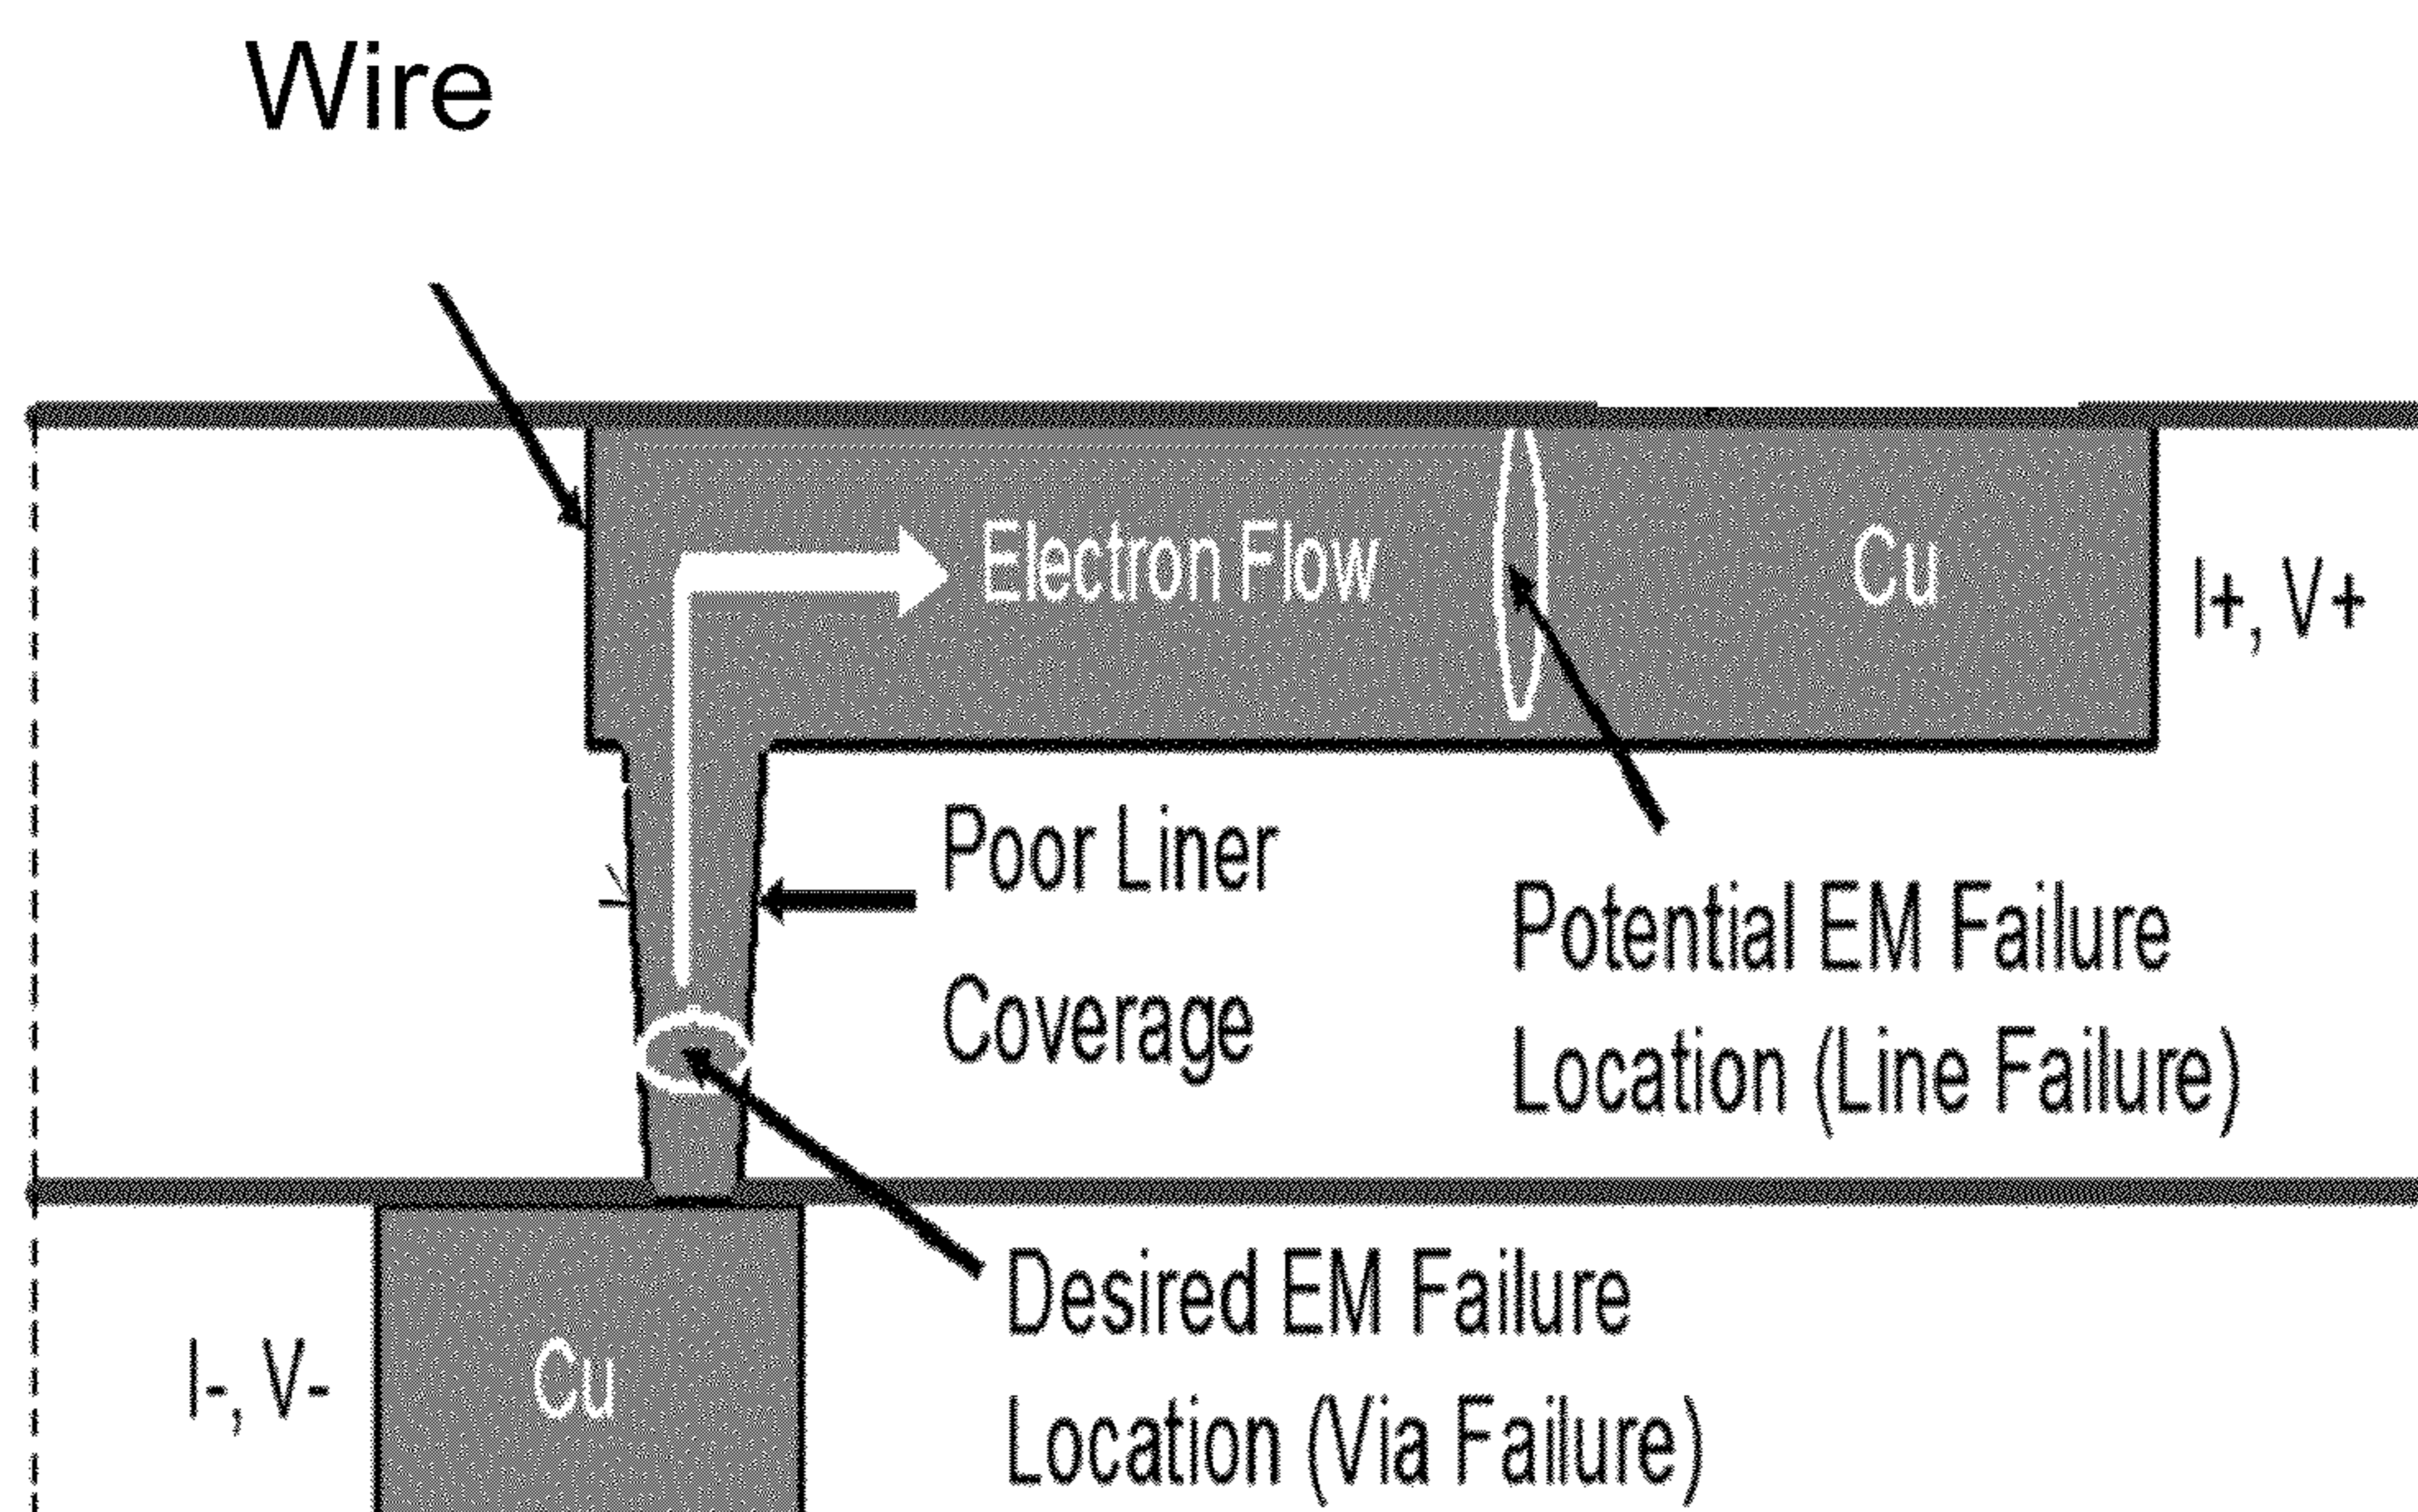 Wire
Electron Flow
Cu
I+, V+
Poor Liner
Coverage
Potential EM Failure
Location (Line Failure)
Desired EM Failure
Location (Via Failure)
I-, V-
Cu